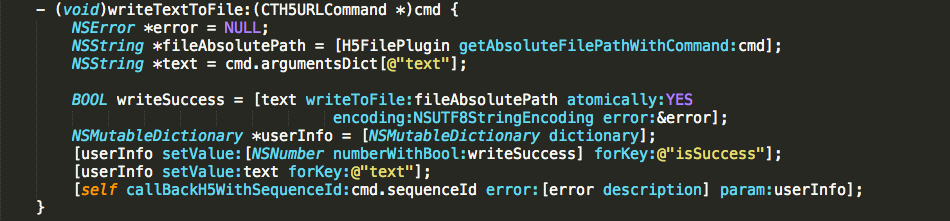 - (void)writeTextToFile:(CTH5URLCommand *)cmd {
NSError *error = NULL;
NSString *fileAbsolutePath = [H5FilePlugin getAbsoluteFilePathWithCommand:cmd];
NSString *text = cmd.argumentsDict[@"text"];
BOOL writeSuccess = [text writeToFile:fileAbsolutePath atomically:YES
encoding:NSUTF8StringEncoding error:&error];
NSMutableDictionary *userInfo = [NSMutableDictionary dictionary];
[userInfo setValue:[NSNumber numberWithBool:writeSuccess] forKey:@"isSuccess"];
[userInfo setValue:text forKey:@"text"];
[self callBackH5WithSequenceId:cmd.sequenceId error:[error description] param:userInfo];
}